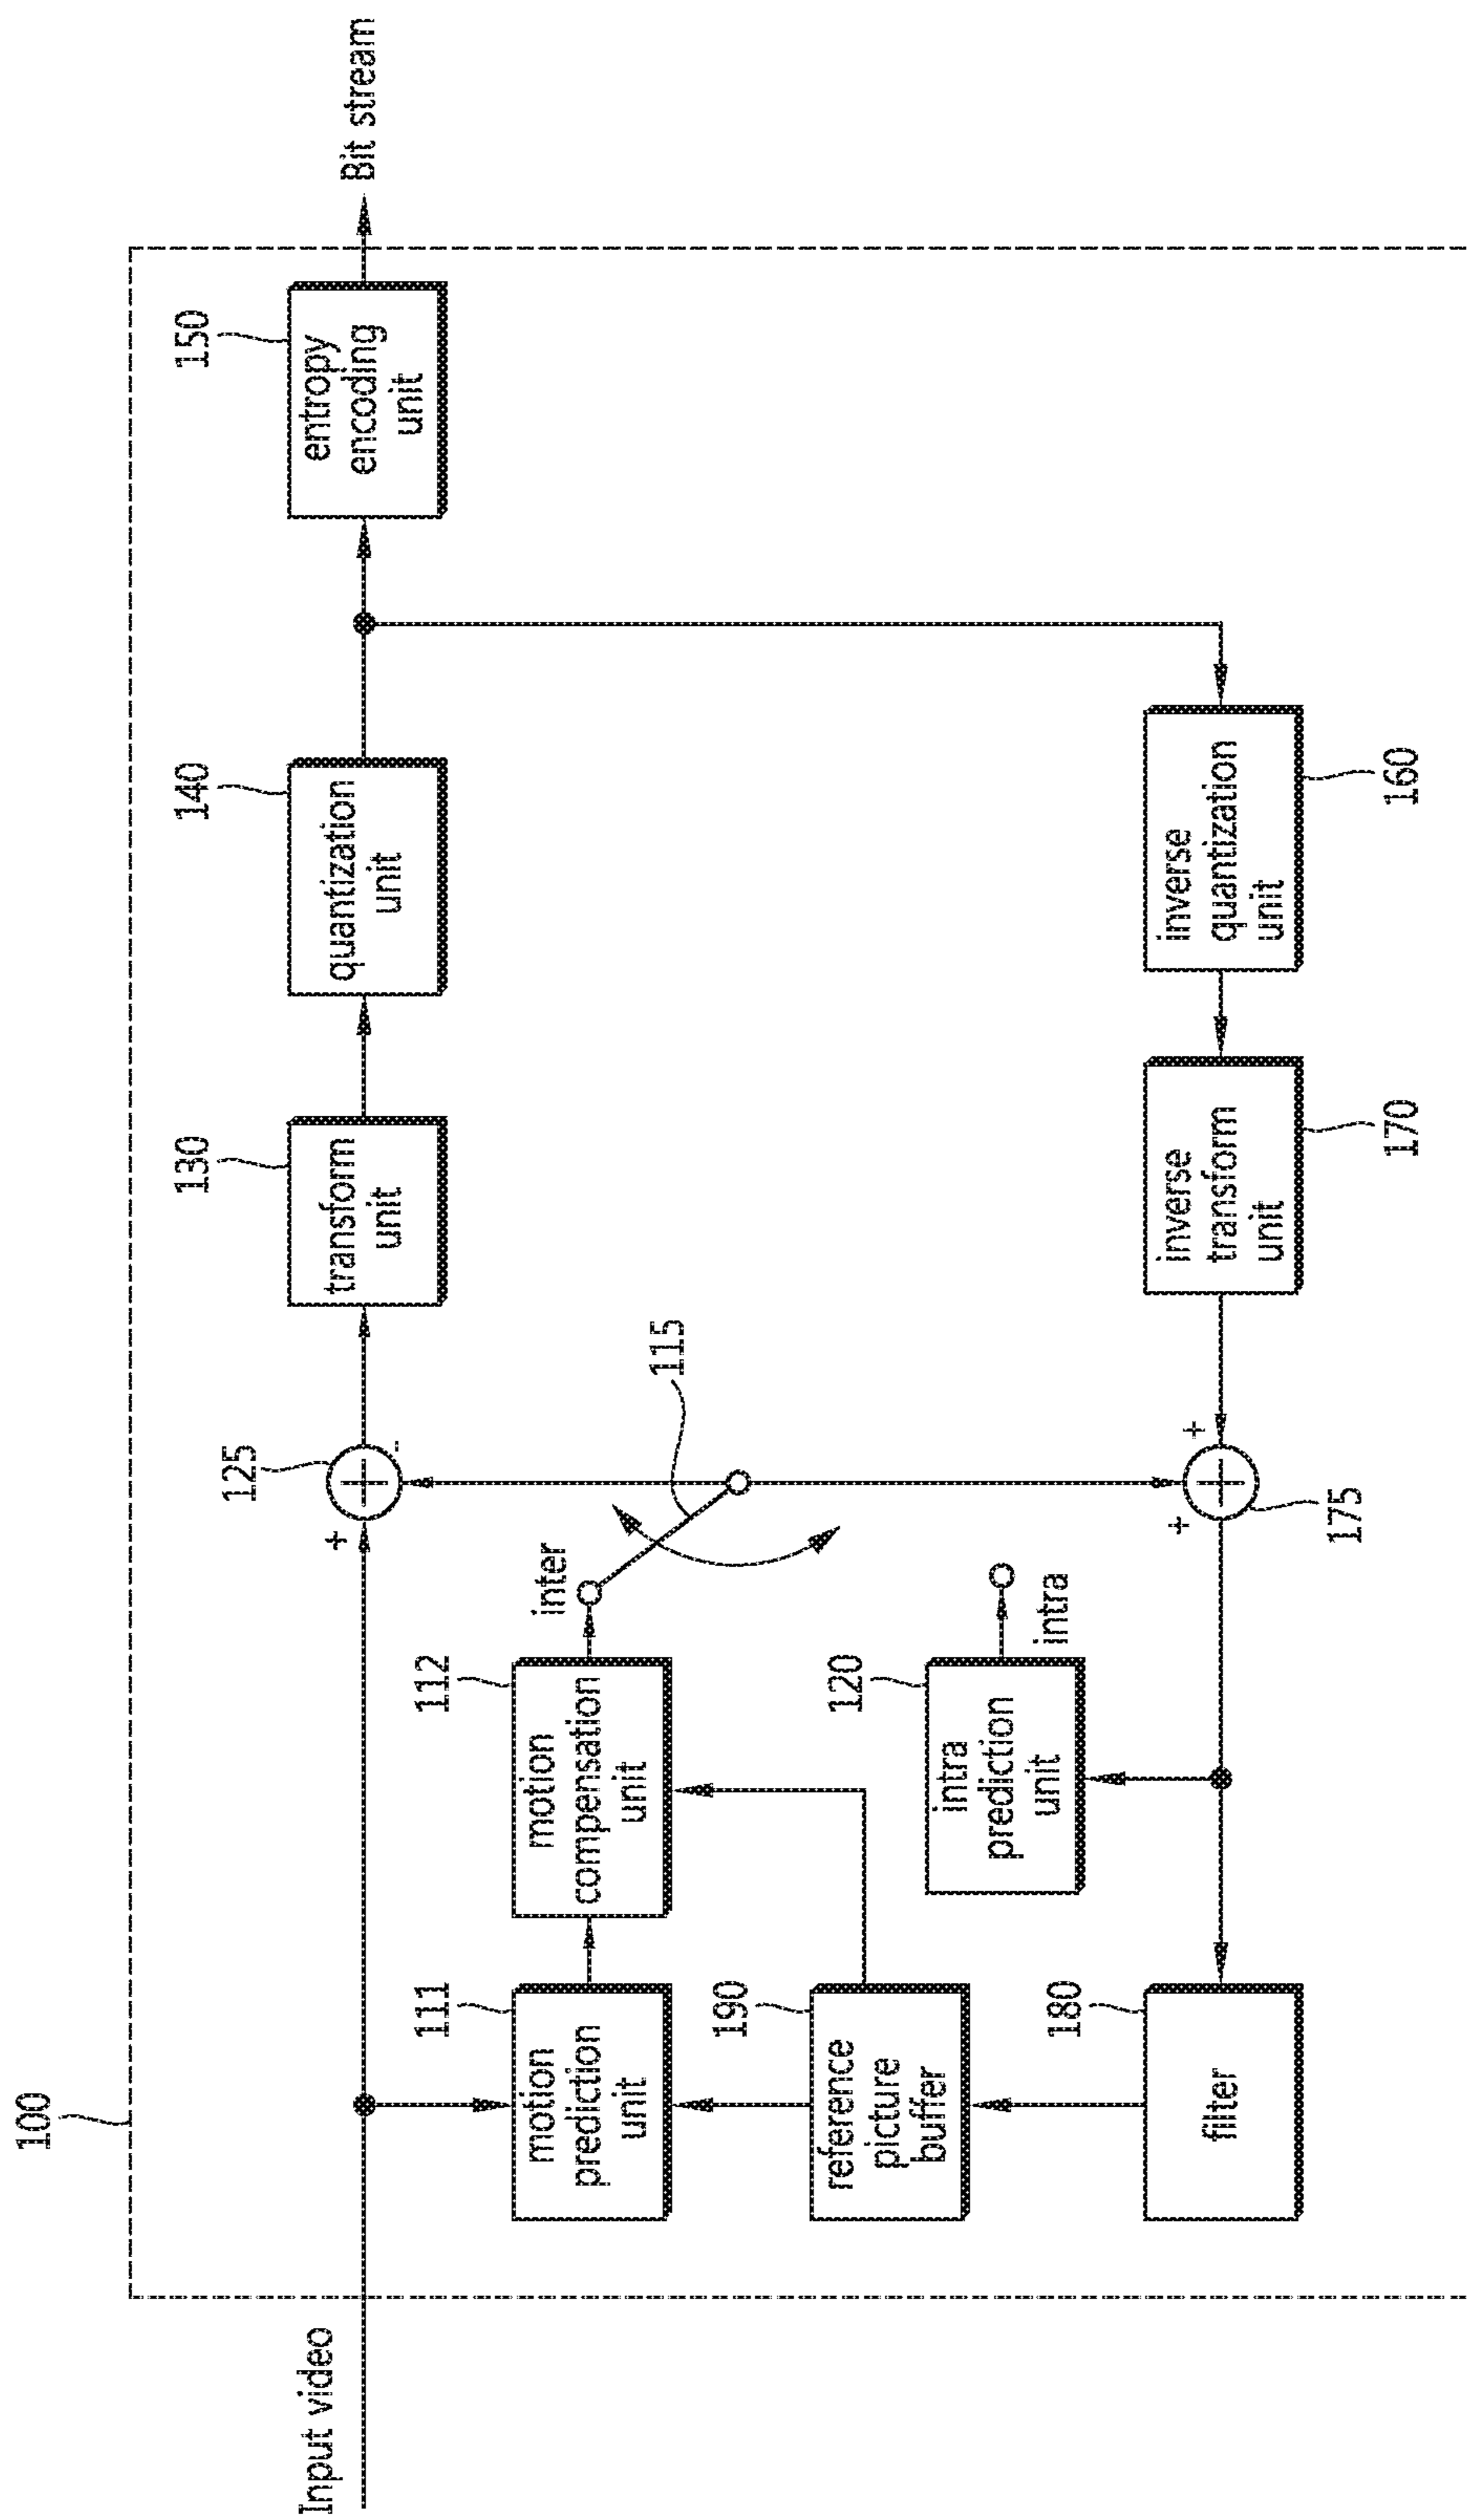 100
Input video
Bit stream
125
+
-
130
transform
unit
140
quantization
unit
150
entropy
encoding
unit
111
motion
prediction
unit
112
motion
compensation
unit
inter
115
190
reference
picture
buffer
120
intra
prediction
unit
intra
180
filter
+
+
175
inverse
transform
unit
170
inverse
quantization
unit
160